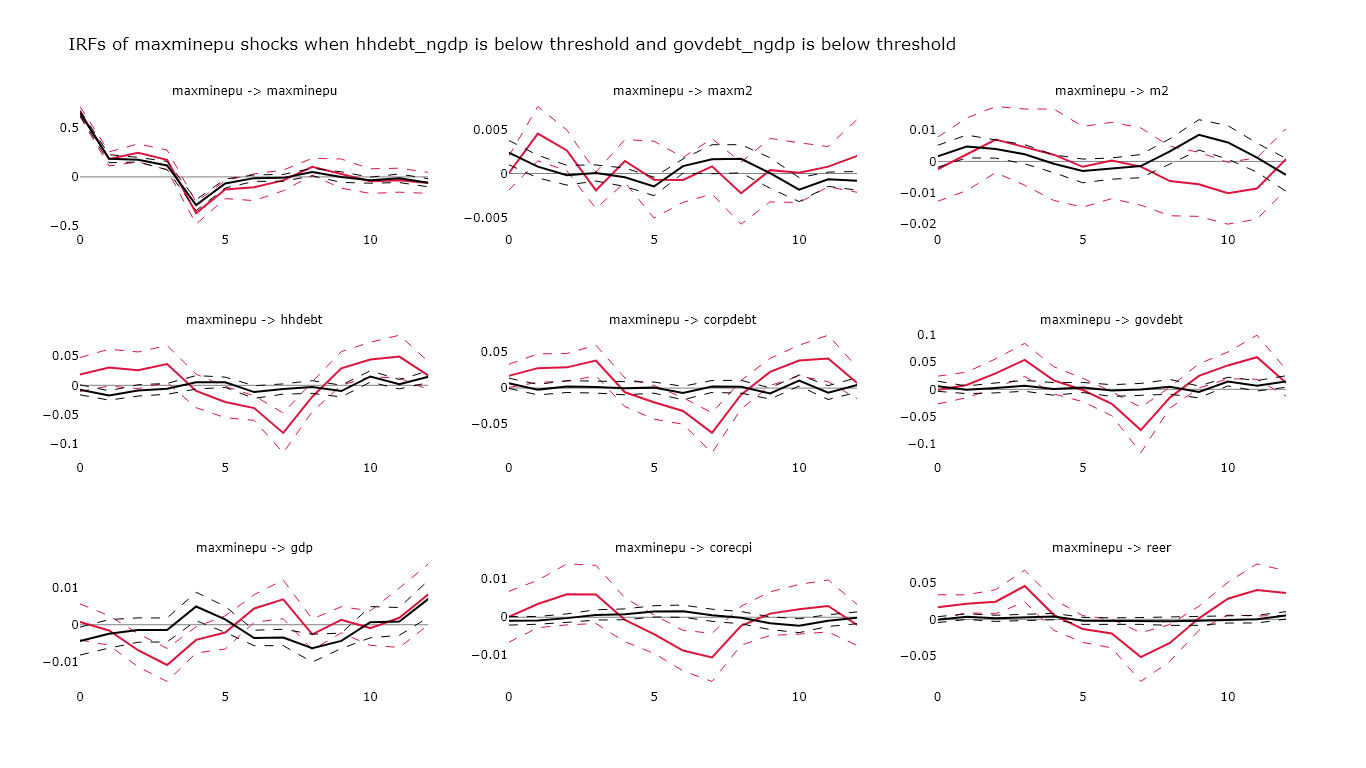 IRFs of maxminepu shocks when hhdebt_ngdp is below threshold and govdebt_ngdp is below threshold
maxminepu -> maxminepu
0.5
0
−0.5
0 5 10
maxminepu -> maxm2
0.005
0
−0.005
0 5 10
maxminepu -> m2
0.01
0
−0.01
−0.02
0 5 10
maxminepu -> hhdebt
0.05
0
−0.05
−0.1
0 5 10
maxminepu -> corpdebt
0.05
0
−0.05
0 5 10
maxminepu -> govdebt
0.1
0.05
0
−0.05
−0.1
0 5 10
maxminepu -> gdp
0.01
0
−0.01
0 5 10
maxminepu -> corecpi
0.01
0
−0.01
0 5 10
maxminepu -> reer
0.05
0
−0.05
0 5 10